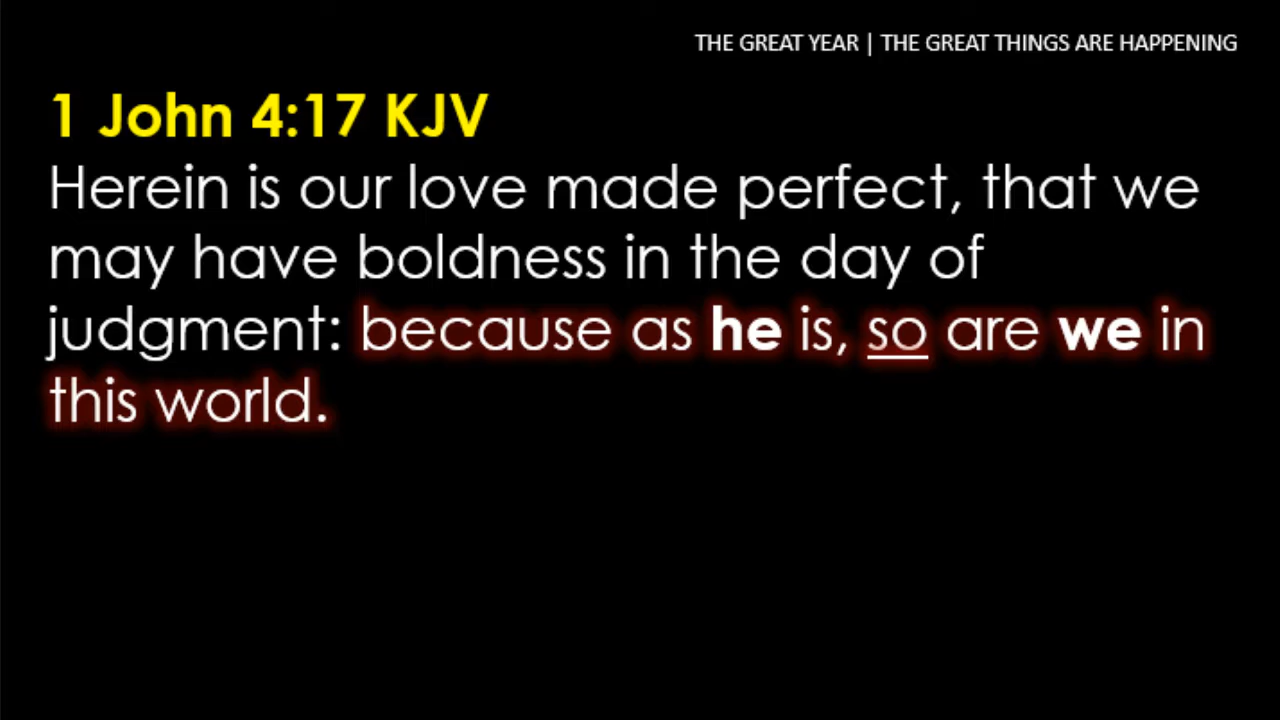 THE GREAT YEAR | THE GREAT THINGS ARE HAPPENING
1 John 4:17 KJV
Herein is our love made perfect, that we
may have boldness in the day of
judgment: because as he is, so are we in
this world.